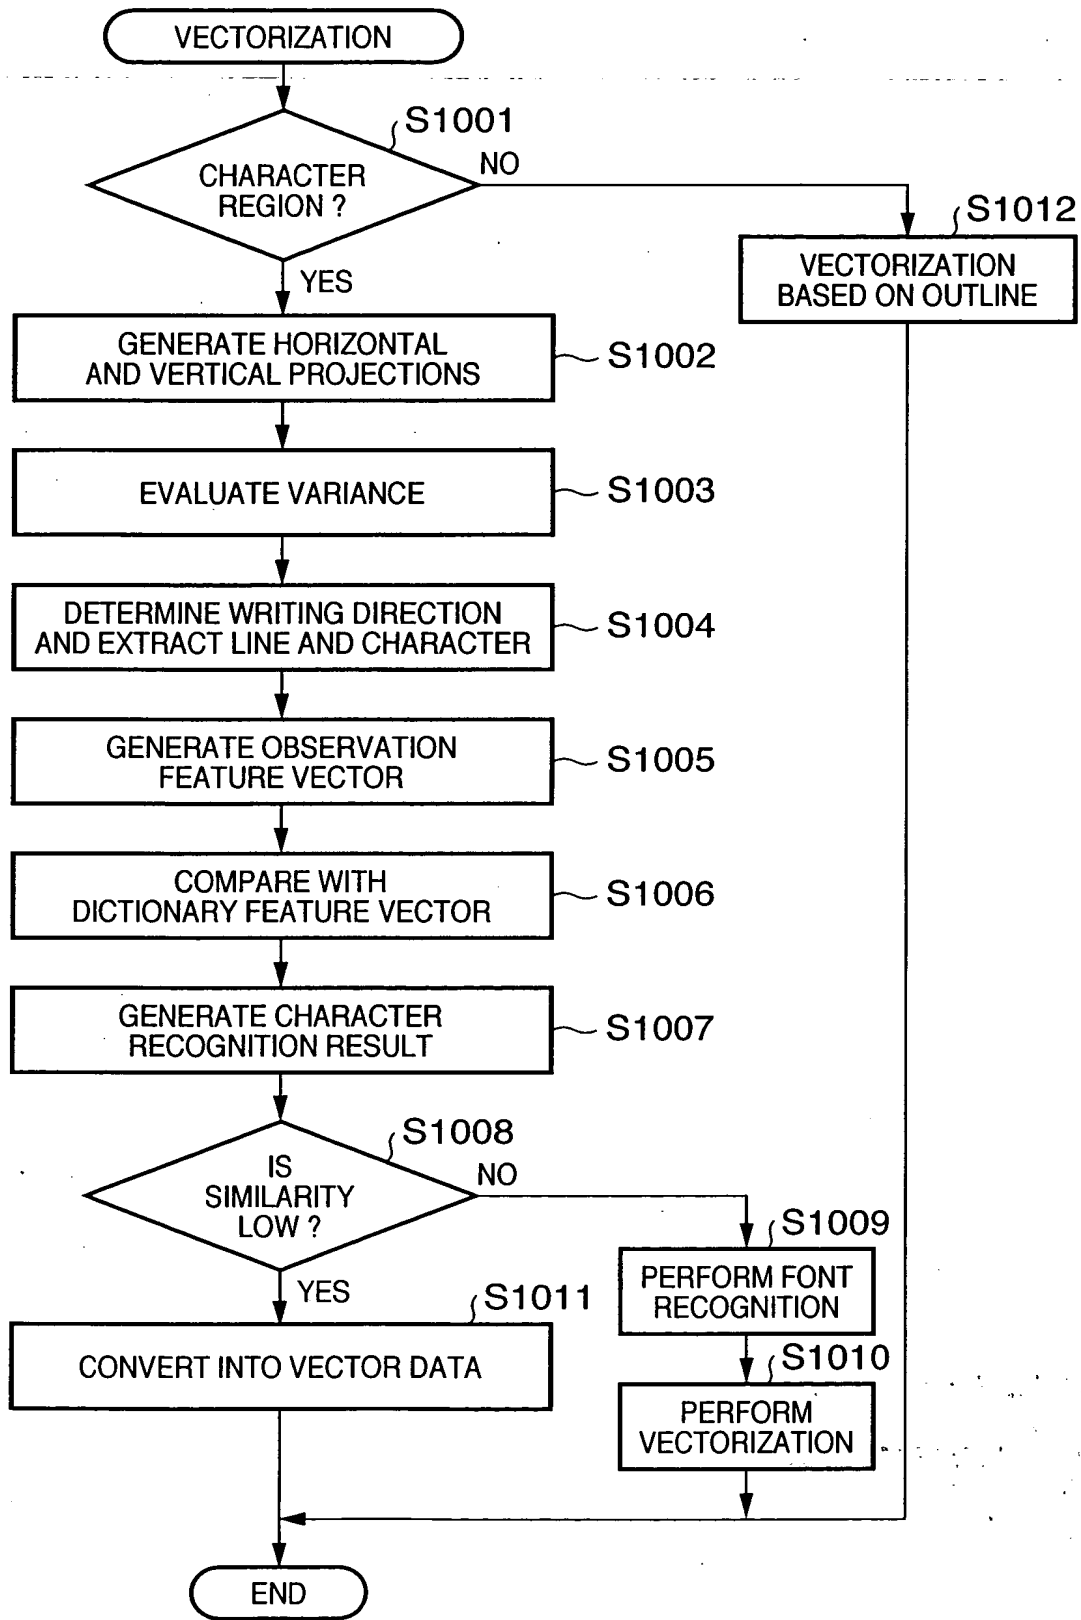 VECTORIZATION
S1001
CHARACTER
REGION ?
NO
YES
S1012
VECTORIZATION
BASED ON OUTLINE
GENERATE HORIZONTAL
AND VERTICAL PROJECTIONS
S1002
EVALUATE VARIANCE
S1003
DETERMINE WRITING DIRECTION
AND EXTRACT LINE AND CHARACTER
S1004
GENERATE OBSERVATION
FEATURE VECTOR
S1005
COMPARE WITH
DICTIONARY FEATURE VECTOR
S1006
GENERATE CHARACTER
RECOGNITION RESULT
S1007
S1008
IS
SIMILARITY
LOW ?
NO
YES
S1009
PERFORM FONT
RECOGNITION
S1011
CONVERT INTO VECTOR DATA
S1010
PERFORM
VECTORIZATION
END